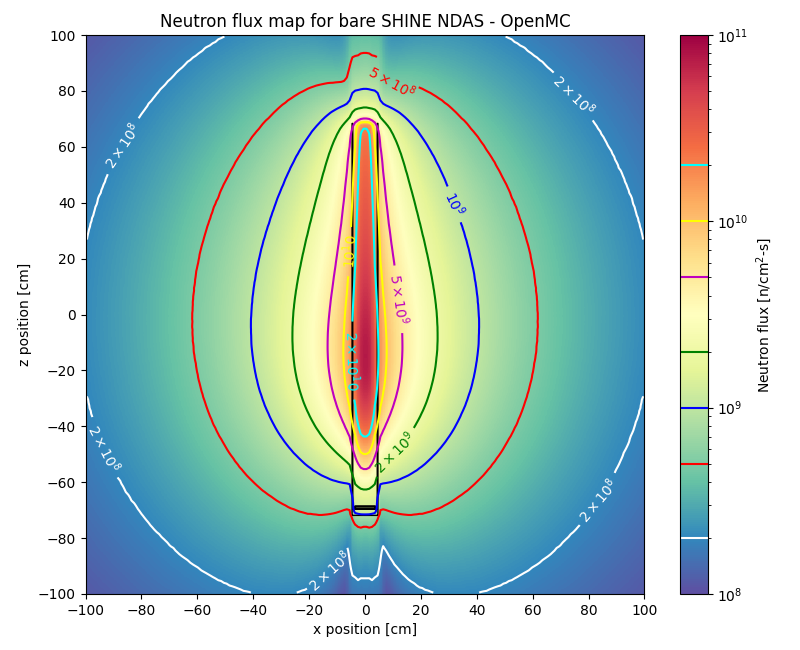 Neutron flux map for bare SHINE NDAS - OpenMC
100
80
60
40
20
0
−20
−40
−60
−80
−100
z position [cm]
−100 −80 −60 −40 −20 0 20 40 60 80 100
x position [cm]
5 × 10⁸
2 × 10⁸
2 × 10⁸
10⁹
5 × 10⁹
2 × 10¹⁰
2 × 10⁹
2 × 10⁸
2 × 10⁸
2 × 10⁸
10¹¹
10¹⁰
10⁹
10⁸
Neutron flux [n/cm²-s]